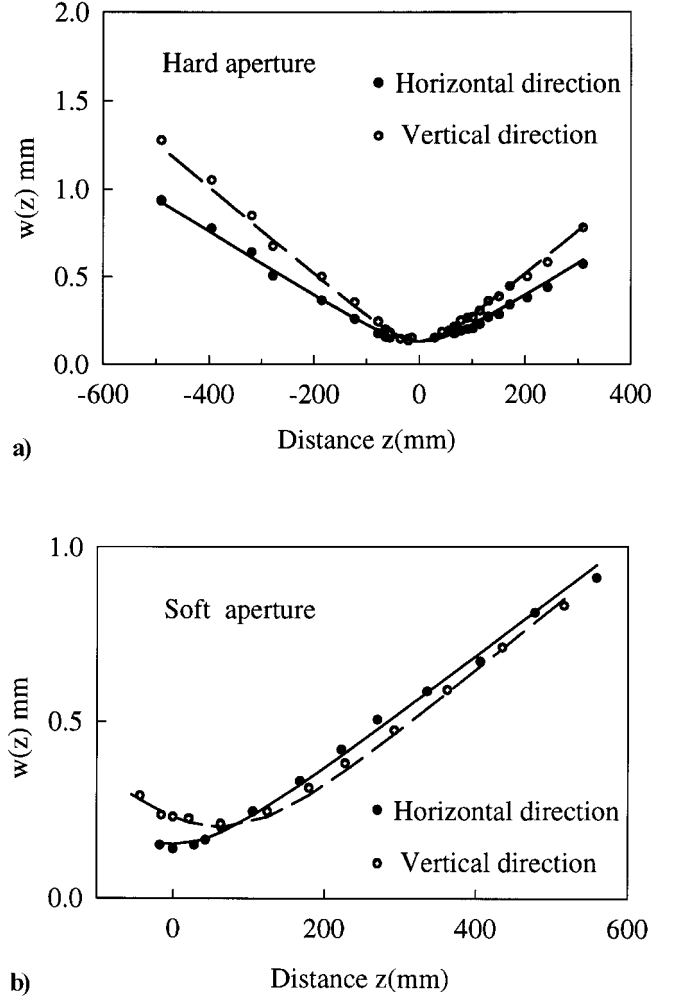 2.0
Hard aperture
Horizontal direction
1.5
Vertical direction
w(z) mm
1.0
0.5
0.0
-600 -400 -200 0 200 400
Distance z(mm)
a)
1.0
Soft aperture
w(z) mm
0.5
Horizontal direction
Vertical direction
0.0
0 200 400 600
Distance z(mm)
b)